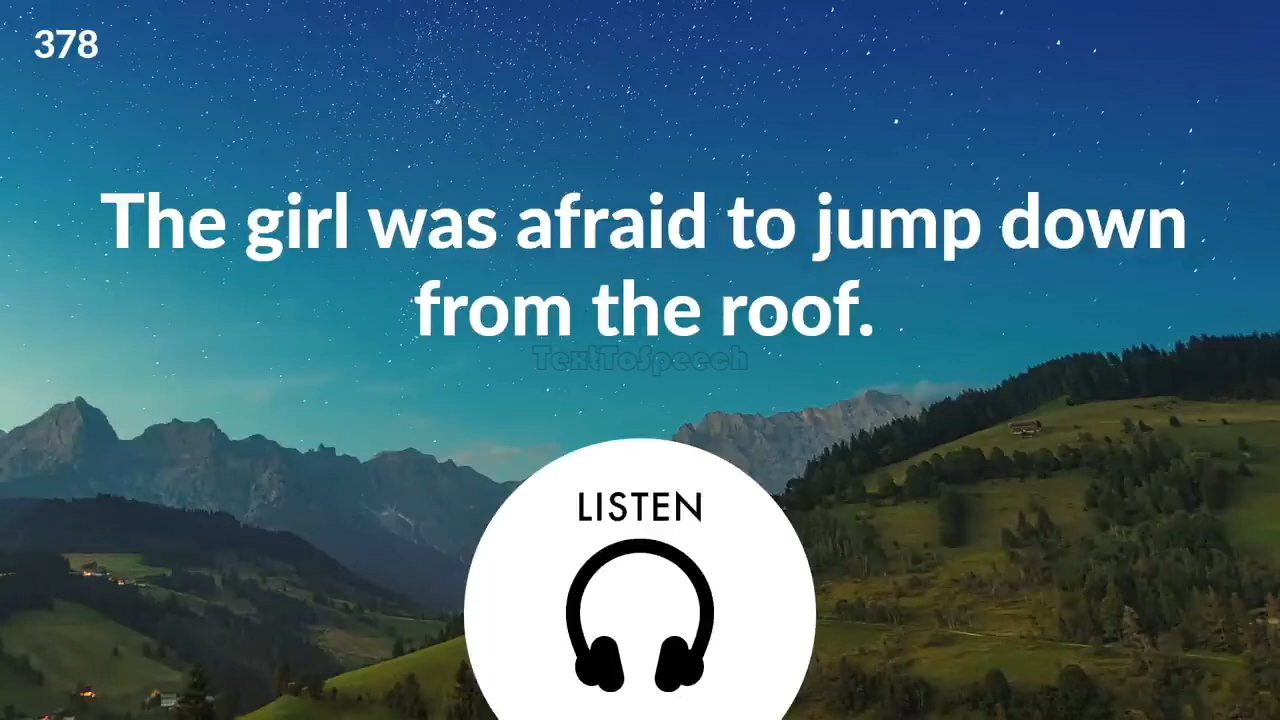 378
The girl was afraid to jump down
from the roof.
TextToSpeech
LISTEN